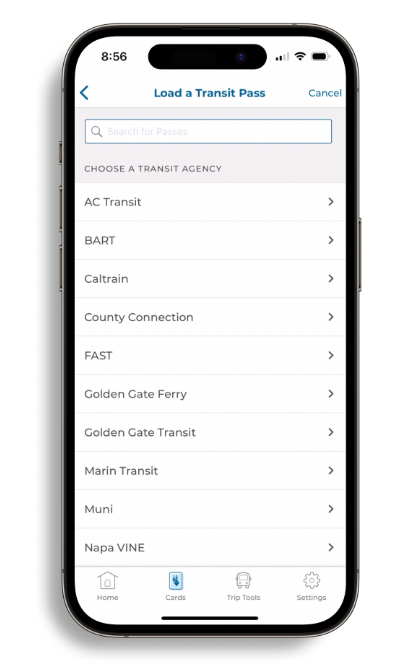 8:56
Load a Transit Pass Cancel
Search for Passes
CHOOSE A TRANSIT AGENCY
AC Transit
BART
Caltrain
County Connection
FAST
Golden Gate Ferry
Golden Gate Transit
Marin Transit
Muni
Napa VINE
Home Cards Trip Tools Settings